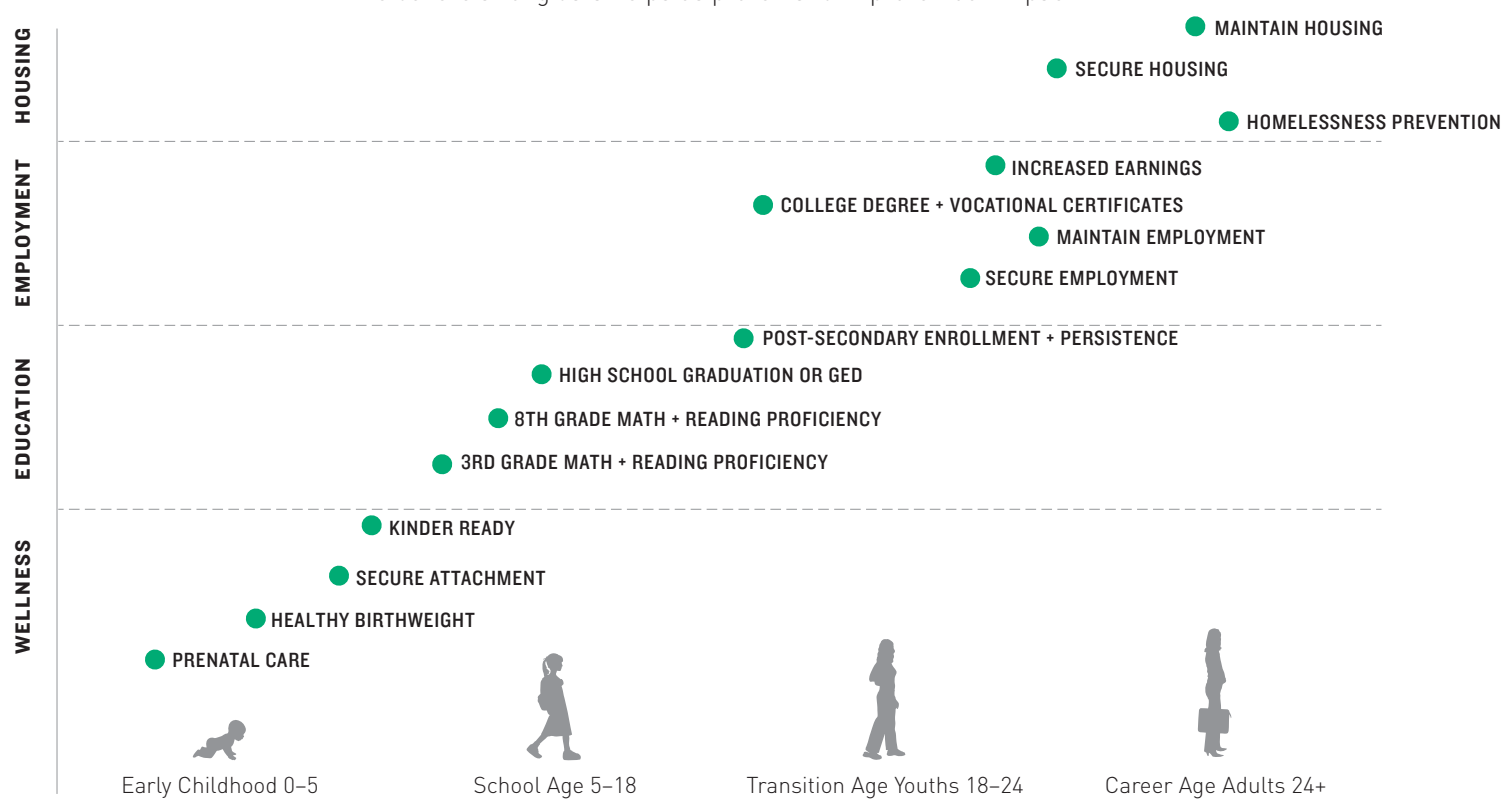 HOUSING
MAINTAIN HOUSING
SECURE HOUSING
HOMELESSNESS PREVENTION
EMPLOYMENT
INCREASED EARNINGS
COLLEGE DEGREE + VOCATIONAL CERTIFICATES
MAINTAIN EMPLOYMENT
SECURE EMPLOYMENT
EDUCATION
POST-SECONDARY ENROLLMENT + PERSISTENCE
HIGH SCHOOL GRADUATION OR GED
8TH GRADE MATH + READING PROFICIENCY
3RD GRADE MATH + READING PROFICIENCY
WELLNESS
KINDER READY
SECURE ATTACHMENT
HEALTHY BIRTHWEIGHT
PRENATAL CARE
Early Childhood 0–5
School Age 5–18
Transition Age Youths 18–24
Career Age Adults 24+